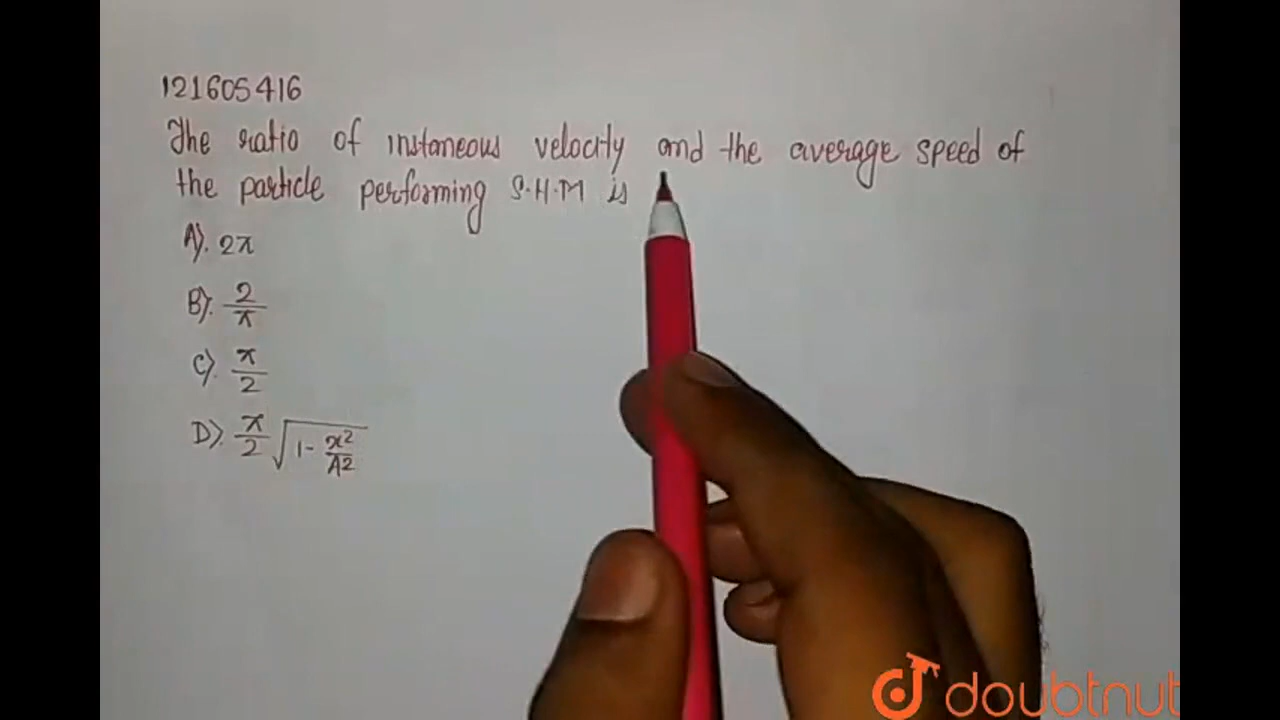 121605416
The ratio of instaneous velocity and the average speed of
the particle performing S.H.M is
A). 2π
B). 2/π
C). π/2
D). π/2 √(1 - x²/A²)
doubtnut